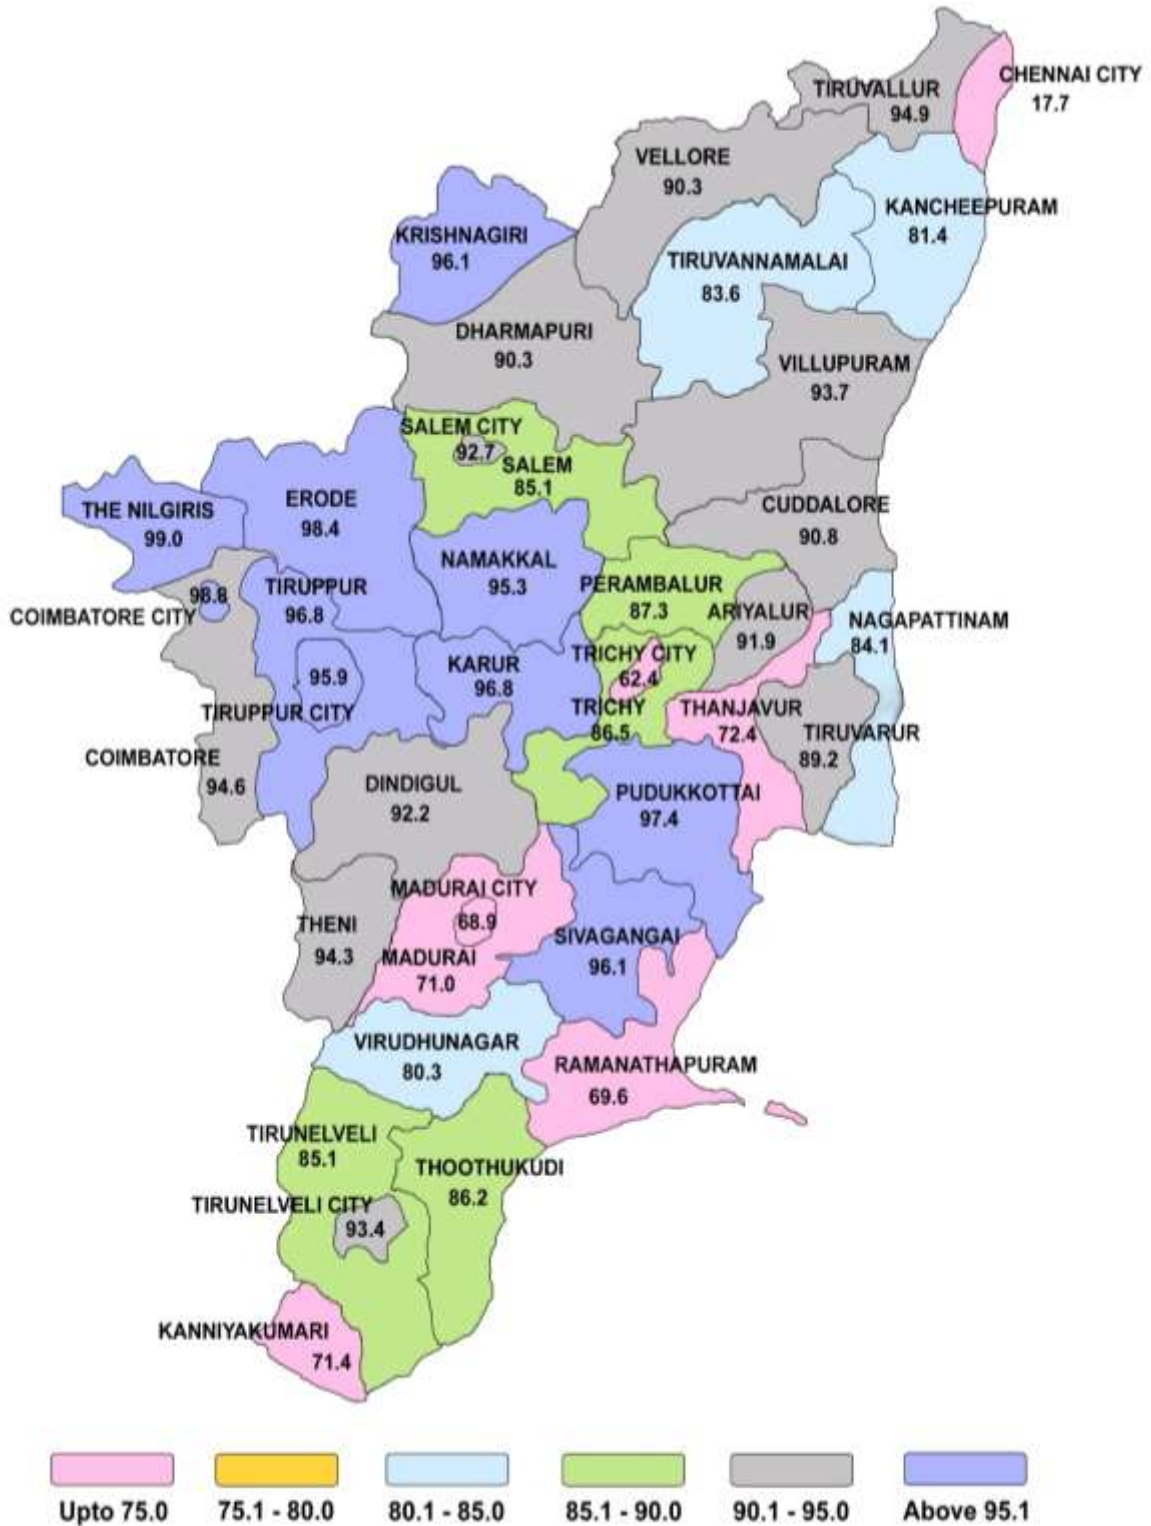 CHENNAI CITY
17.7
TIRUVALLUR
94.9
VELLORE
90.3
KANCHEEPURAM
81.4
KRISHNAGIRI
96.1
TIRUVANNAMALAI
83.6
DHARMAPURI
90.3
VILLUPURAM
93.7
SALEM CITY
92.7
SALEM
85.1
ERODE
98.4
THE NILGIRIS
99.0
CUDDALORE
90.8
NAMAKKAL
95.3
TIRUPPUR
96.8
98.8
COIMBATORE CITY
PERAMBALUR
87.3
ARIYALUR
91.9
NAGAPATTINAM
84.1
TRICHY CITY
62.4
KARUR
96.8
95.9
TIRUPPUR CITY
TRICHY
86.5
THANJAVUR
72.4
TIRUVARUR
89.2
COIMBATORE
94.6
DINDIGUL
92.2
PUDUKKOTTAI
97.4
MADURAI CITY
68.9
THENI
94.3
MADURAI
71.0
SIVAGANGAI
96.1
VIRUDHUNAGAR
80.3
RAMANATHAPURAM
69.6
TIRUNELVELI
85.1
THOOTHUKUDI
86.2
TIRUNELVELI CITY
93.4
KANNIYAKUMARI
71.4
Upto 75.0
75.1 - 80.0
80.1 - 85.0
85.1 - 90.0
90.1 - 95.0
Above 95.1